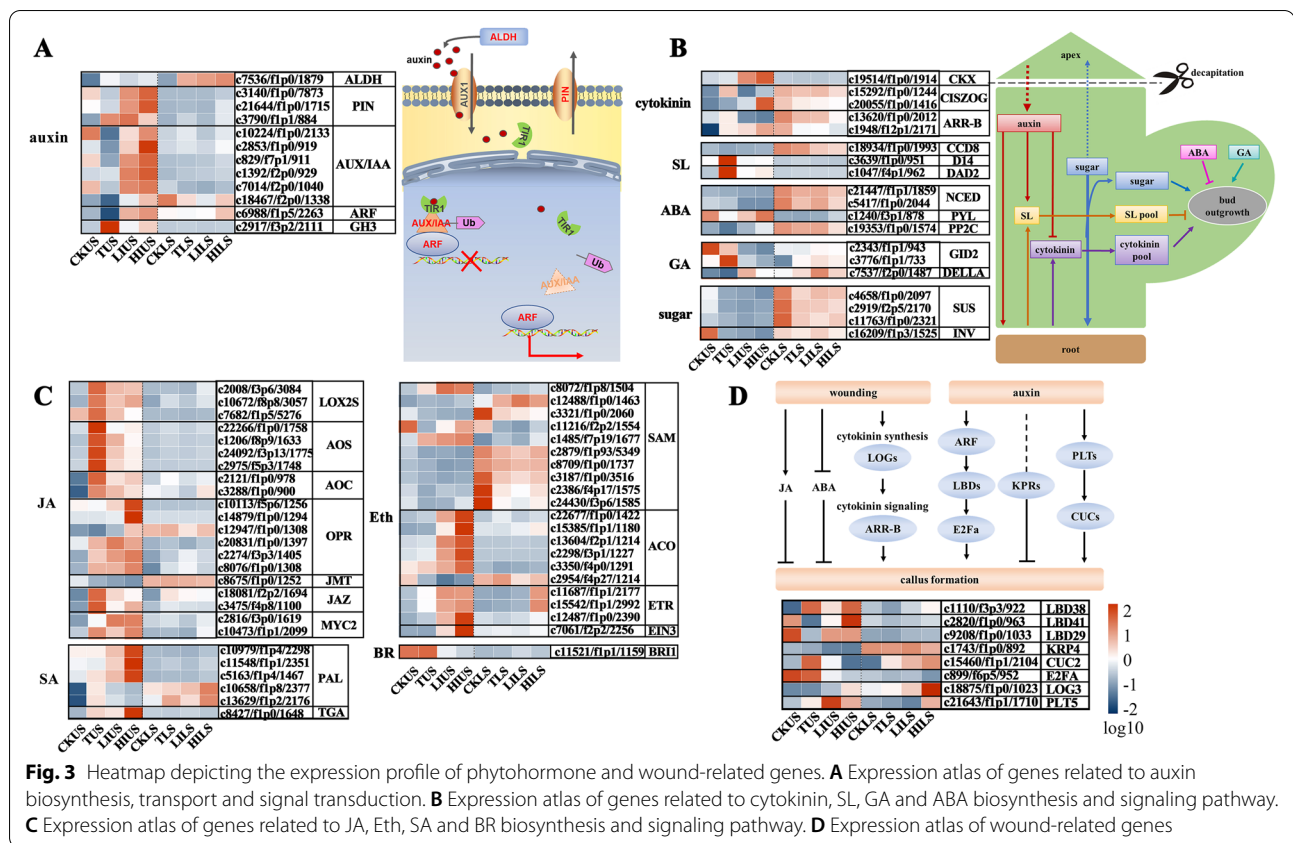 A
auxin
c7536/f1p0/1879 ALDH
c3140/f1p0/7873
c21644/f1p0/1715 PIN
c3790/f1p1/884
c10224/f1p0/2133
c2853/f1p0/919
c829/f7p1/911 AUX/IAA
c1392/f2p0/929
c7014/f2p0/1040
c18467/f2p0/1338
c6988/f1p5/2263 ARF
c2917/f3p2/2111 GH3
CKUS TUS LIUS HIUS CKLS TLS LILS HILS
ALDH
auxin
AUX1
PIN
TIR1
TIR1
AUX/IAA
Ub
ARF
TIR1
Ub
AUX/IAA
ARF
B
cytokinin
c19514/f1p0/1914 CKX
c15292/f1p0/1244 CISZOG
c20055/f1p0/1416
c13620/f1p0/2012 ARR-B
c1948/f12p1/2171
SL
c18934/f1p0/1993 CCD8
c3639/f1p0/951 D14
c1047/f4p1/962 DAD2
ABA
c21447/f1p1/1859 NCED
c5417/f1p0/2044
c1240/f3p1/878 PYL
c19353/f1p0/1574 PP2C
GA
c2343/f1p1/943 GID2
c3776/f1p1/733
c7537/f2p0/1487 DELLA
sugar
c4658/f1p0/2097
c2919/f2p5/2170 SUS
c11763/f1p0/2321
c16209/f1p3/1525 INV
CKUS TUS LIUS HIUS CKLS TLS LILS HILS
apex
decapitation
auxin
sugar
SL
cytokinin
sugar
SL pool
cytokinin
pool
ABA
GA
bud
outgrowth
root
C
JA
c2008/f3p6/3084
c10672/f8p8/3057 LOX2S
c7682/f1p5/5276
c22266/f1p0/1758
c1206/f8p9/1633 AOS
c24092/f3p13/1775
c2975/f5p3/1748
c2121/f1p0/978 AOC
c3288/f1p0/900
c10113/f5p6/1256
c14879/f1p0/1294
c12947/f1p0/1308 OPR
c20831/f1p0/1397
c2274/f3p3/1405
c8076/f1p0/1308
c8675/f1p0/1252 JMT
c18081/f2p2/1694 JAZ
c3475/f4p8/1100
c2816/f3p0/1619 MYC2
c10473/f1p1/2099
SA
c10979/f1p4/2298
c11548/f1p1/2351
c5163/f1p4/1467 PAL
c10658/f1p8/2377
c13629/f1p2/2176
c8427/f1p0/1648 TGA
CKUS TUS LIUS HIUS CKLS TLS LILS HILS
Eth
c8072/f1p8/1504
c12488/f1p0/1463
c3321/f1p0/2060
c11216/f2p2/1554
c1485/f7p19/1677 SAM
c2879/f1p93/5349
c8709/f1p0/1737
c3187/f1p0/3516
c2386/f4p17/1575
c24430/f3p6/1585
c22677/f1p0/1422
c15385/f1p1/1180
c13604/f2p1/1214 ACO
c2298/f3p1/1227
c3350/f4p0/1291
c2954/f4p27/1214
c11687/f1p1/2177
c15542/f1p1/2992 ETR
c12487/f1p0/2390
c7061/f2p2/2256 EIN3
BR
c11521/f1p1/1159 BRI1
CKUS TUS LIUS HIUS CKLS TLS LILS HILS
D
wounding
auxin
cytokinin synthesis
LOGs
cytokinin signaling
ARR-B
JA
ABA
ARF
LBDs
E2Fa
KPRs
PLTs
CUCs
callus formation
c1110/f3p3/922 LBD38
c2820/f1p0/963 LBD41
c9208/f1p0/1033 LBD29
c1743/f1p0/892 KRP4
c15460/f1p1/2104 CUC2
c899/f6p5/952 E2FA
c18875/f1p0/1023 LOG3
c21643/f1p1/1710 PLT5
CKUS TUS LIUS HIUS CKLS TLS LILS HILS
2
1
0
-1
-2
log10
Fig. 3 Heatmap depicting the expression profile of phytohormone and wound-related genes. A Expression atlas of genes related to auxin
biosynthesis, transport and signal transduction. B Expression atlas of genes related to cytokinin, SL, GA and ABA biosynthesis and signaling pathway.
C Expression atlas of genes related to JA, Eth, SA and BR biosynthesis and signaling pathway. D Expression atlas of wound-related genes